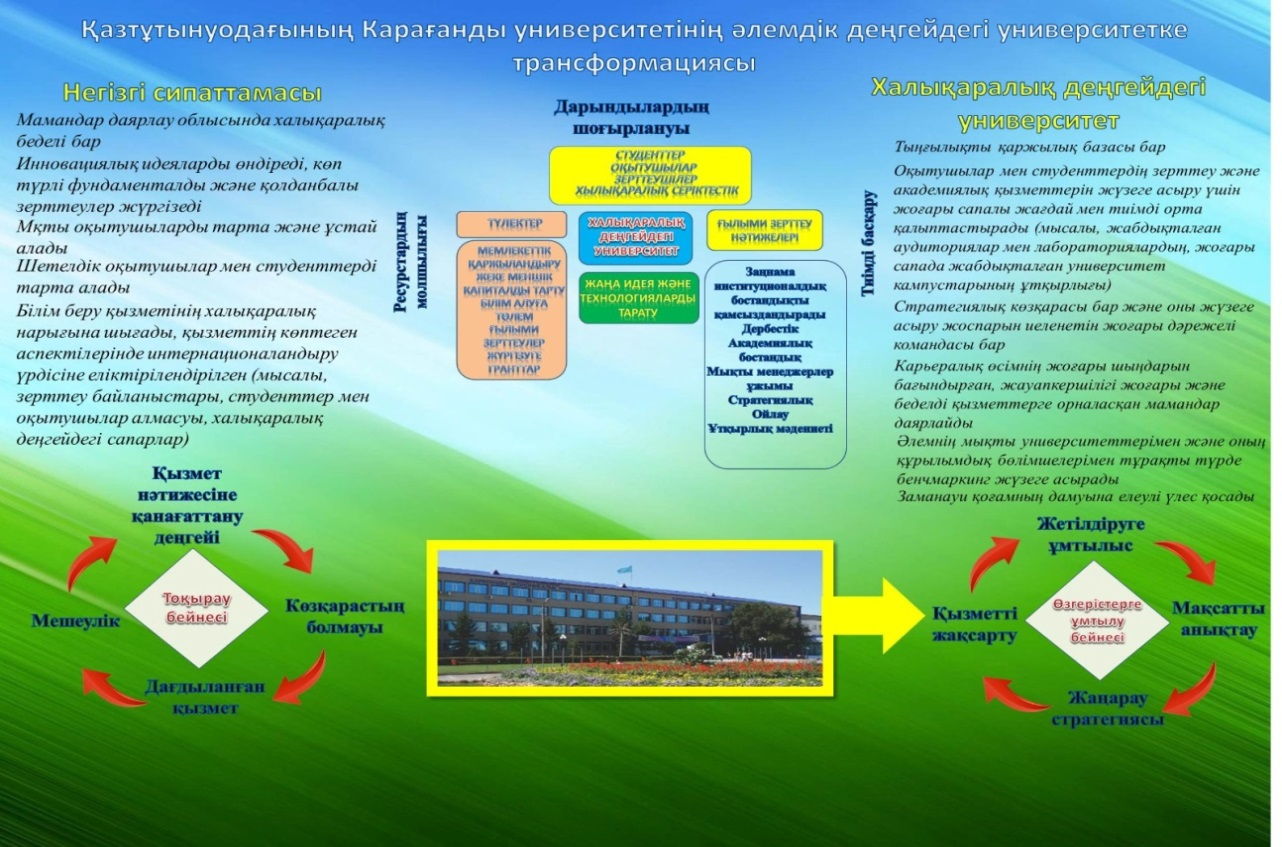 Қазтұтынуодағының Карағанды университетінің әлемдік деңгейдегі университетке
трансформациясы
Негізгі сипаттамасы
Мамандар даярлау облысында халықаралық
беделі бар
Инновациялық идеяларды өндіреді, көп
түрлі фундаменталды және қолданбалы
зерттеулер жүргізеді
Мқты оқытушыларды тарта және ұстай
алады
Шетелдік оқытушылар мен студенттерді
тарта алады
Білім беру қызметінің халықаралық
нарығына шығады, қызметтің көптеген
аспектілерінде интернационаландыру
үрдісіне еліктірілендірілген (мысалы,
зерттеу байланыстары, студенттер мен
оқытушылар алмасуы, халықаралық
деңгейдегі сапарлар)
Дарындылардың
шоғырлануы
СТУДЕНТТЕР
ОҚЫТУШЫЛАР
ЗЕРТТЕУШІЛЕР
ХЫЛЫҚАРАЛЫҚ СЕРІКТЕСТІК
Ресурстардың
молшылығы
ТҮЛЕКТЕР
МЕМЛЕКЕТТІК
ҚАРЖЫЛАНДЫРУ
ЖЕКЕ МЕНШІК
КАПИТАЛДЫ ТАРТУ
БІЛІМ АЛУҒА
ТӨЛЕМ
ҒЫЛЫМИ
ЗЕРТТЕУЛЕР
ЖҮРГІЗУГЕ
ГРАНТТАР
ХАЛЫҚАРАЛЫҚ
ДЕҢГЕЙДЕГІ
УНИВЕРСИТЕТ
ЖАҢА ИДЕЯ ЖӘНЕ
ТЕХНОЛОГИЯЛАРДЫ
ТАРАТУ
ҒЫЛЫМИ ЗЕРТТЕУ
НӘТИЖЕЛЕРІ
Заңнама
институционалдық
бостандықты
қамсыздандырады
Дербестік
Академиялық
бостандық
Мықты менеджерлер
ұжымы
Стратегиялық
Ойлау
Ұтқырлық мәдениеті
Тиімді басқару
Халықаралық деңгейдегі
университет
Тыңғылықты қаржылық базасы бар
Оқытушылар мен студенттердің зерттеу және
академиялық қызметтерін жүзеге асыру үшін
жоғары сапалы жағдай мен тиімді орта
қалыптастырады (мысалы, жабдықталған
аудиториялар мен лабораториялардың, жоғары
сапада жабдықталған университет
кампустарының ұтқырлығы)
Стратегиялық көзқарасы бар және оны жүзеге
асыру жоспарын иеленетін жоғары дәрежелі
командасы бар
Карьералық өсімнің жоғары шыңдарын
бағындырған, жауапкершілігі жоғары және
беделді қызметтерге орналасқан мамандар
даярлайды
Әлемнің мықты университеттерімен және оның
құрылымдық бөлімшелерімен тұрақты түрде
бенчмаркинг жүзеге асырады
Заманауи қоғамның дамуына елеулі үлес қосады
Қызмет
нәтижесіне
қанағаттану
деңгейі
Көзқарастың
болмауы
Дағдыланған
қызмет
Мешеулік
Тоқырау
бейнесі
Жетілдіруге
ұмтылыс
Мақсатты
анықтау
Жаңарау
стратегиясы
Қызметті
жақсарту
Өзгерістерге
ұмтылу
бейнесі